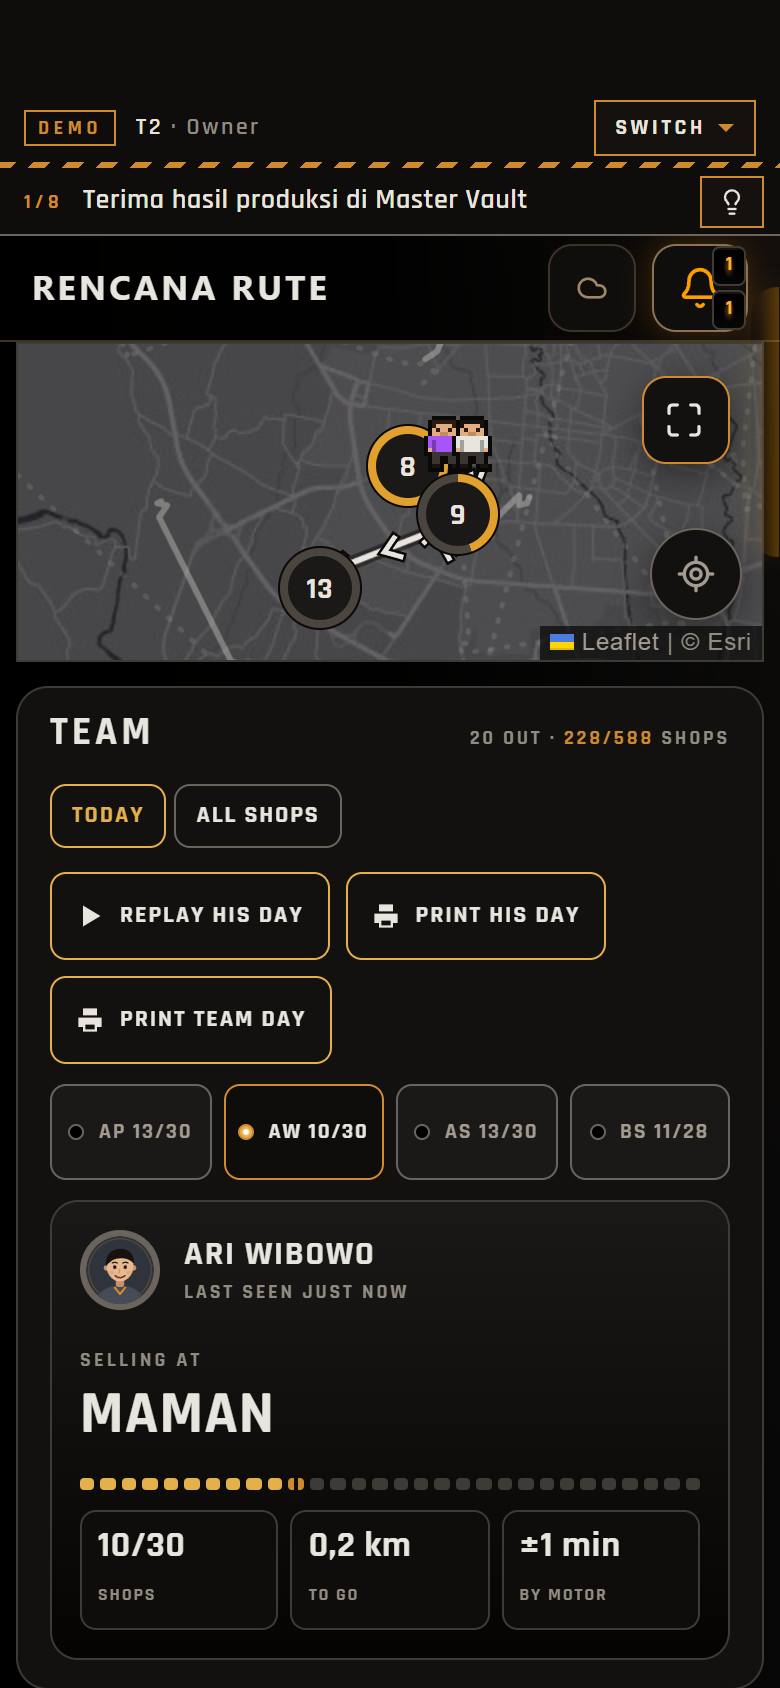 DEMO T2 · Owner SWITCH
1/8 Terima hasil produksi di Master Vault
RENCANA RUTE 1
1
8
9
13
Leaflet | © Esri
TEAM 20 OUT · 228/588 SHOPS
TODAY ALL SHOPS
REPLAY HIS DAY PRINT HIS DAY
PRINT TEAM DAY
AP 13/30 AW 10/30 AS 13/30 BS 11/28
ARI WIBOWO
LAST SEEN JUST NOW
SELLING AT
MAMAN
10/30 0,2 km ±1 min
SHOPS TO GO BY MOTOR